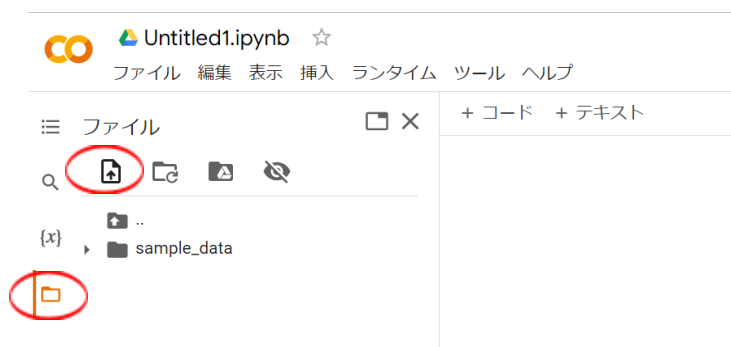 Untitled1.ipynb
ファイル 編集 表示 挿入 ランタイム ツール ヘルプ
ファイル
+ コード + テキスト
{x}
..
sample_data